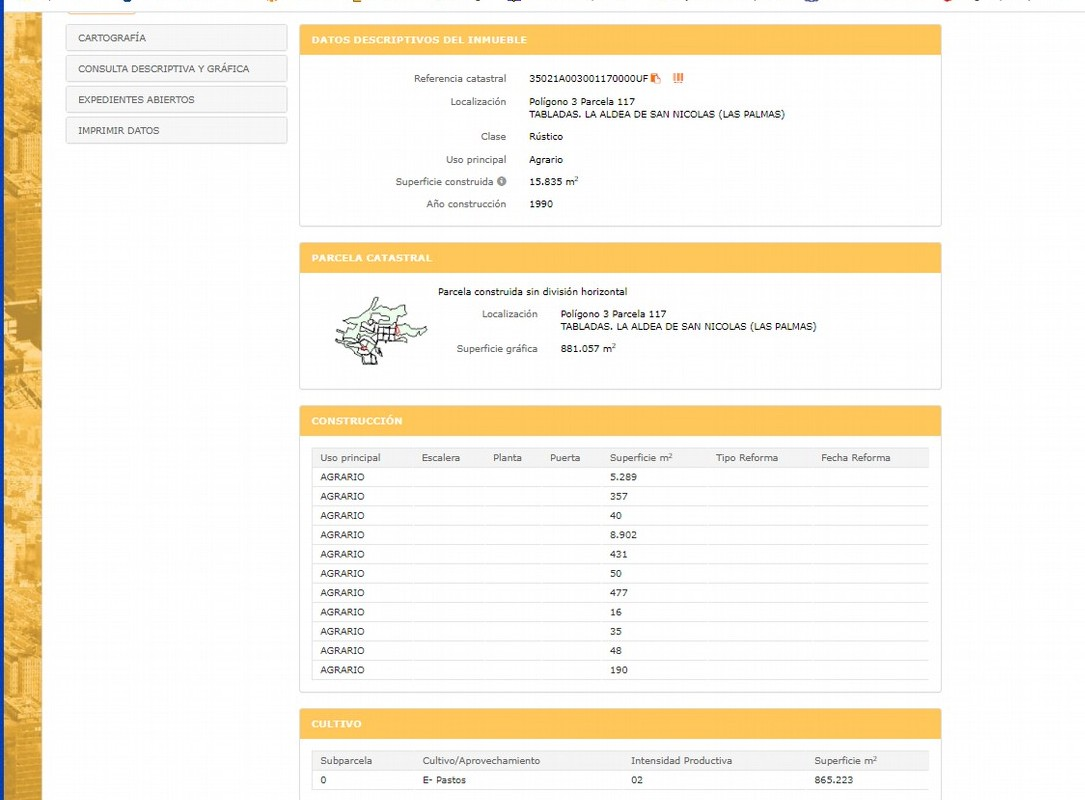 CARTOGRAFÍA
CONSULTA DESCRIPTIVA Y GRÁFICA
EXPEDIENTES ABIERTOS
IMPRIMIR DATOS
DATOS DESCRIPTIVOS DEL INMUEBLE
Referencia catastral 35021A003001170000UF
Localización Polígono 3 Parcela 117
TABLADAS. LA ALDEA DE SAN NICOLAS (LAS PALMAS)
Clase Rústico
Uso principal Agrario
Superficie construida 15.835 m²
Año construcción 1990
PARCELA CATASTRAL
Parcela construida sin división horizontal
Localización Polígono 3 Parcela 117
TABLADAS. LA ALDEA DE SAN NICOLAS (LAS PALMAS)
Superficie gráfica 881.057 m²
CONSTRUCCIÓN
Uso principal Escalera Planta Puerta Superficie m² Tipo Reforma Fecha Reforma
AGRARIO 5.289
AGRARIO 357
AGRARIO 40
AGRARIO 8.902
AGRARIO 431
AGRARIO 50
AGRARIO 477
AGRARIO 16
AGRARIO 35
AGRARIO 48
AGRARIO 190
CULTIVO
Subparcela Cultivo/Aprovechamiento Intensidad Productiva Superficie m²
0 E- Pastos 02 865.223